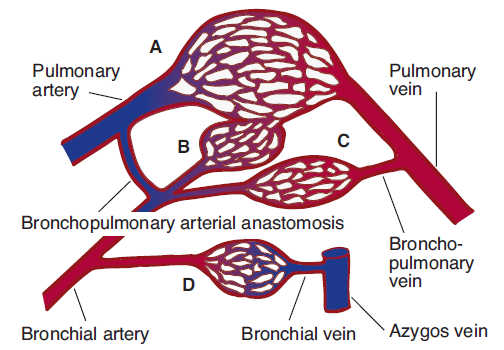 A
Pulmonary
artery
Pulmonary
vein
B
C
Bronchopulmonary arterial anastomosis
Broncho-
pulmonary
vein
D
Bronchial artery
Bronchial vein
Azygos vein